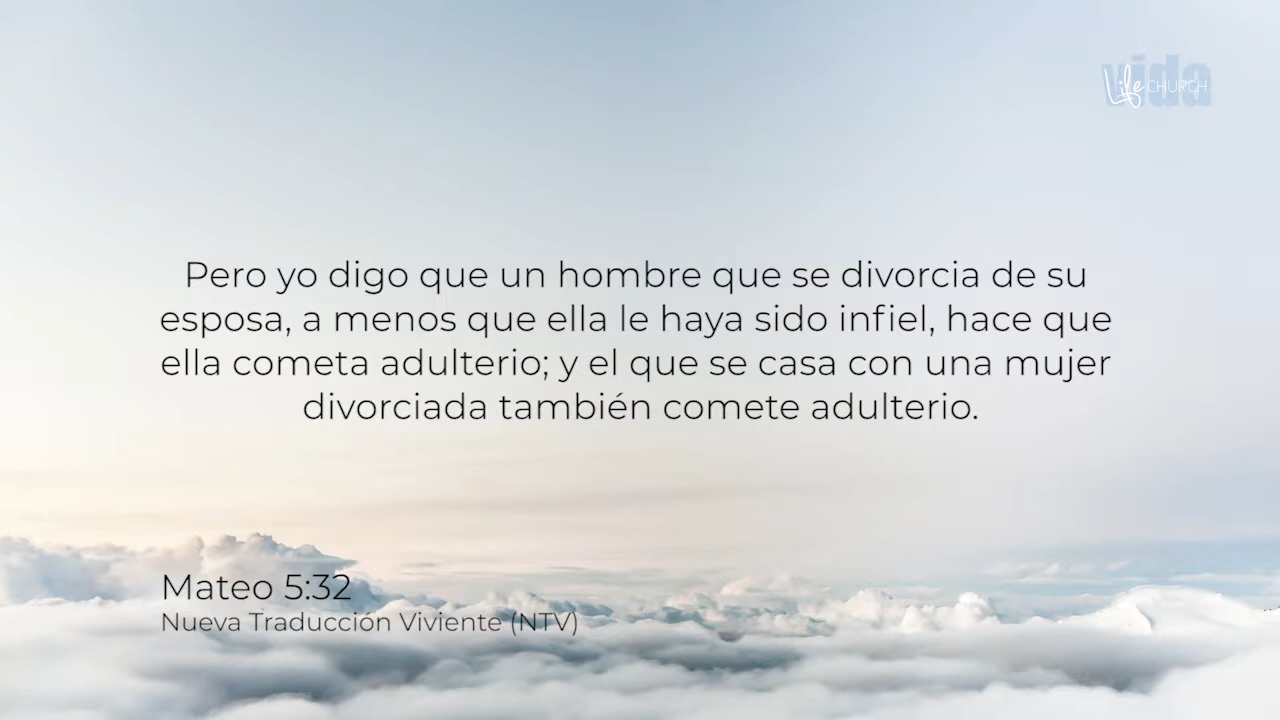 vida
Life CHURCH
Pero yo digo que un hombre que se divorcia de su
esposa, a menos que ella le haya sido infiel, hace que
ella cometa adulterio; y el que se casa con una mujer
divorciada también comete adulterio.
Mateo 5:32
Nueva Traducción Viviente (NTV)